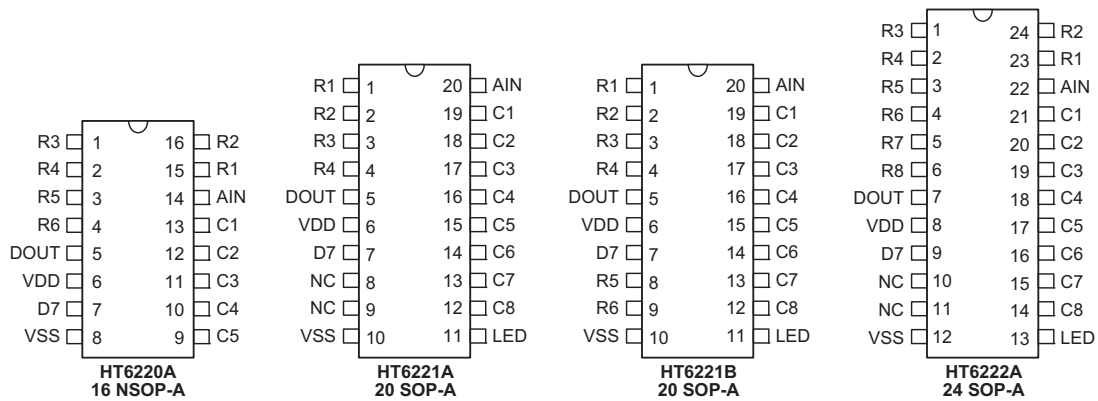 R3 1 16 R2
R4 2 15 R1
R5 3 14 AIN
R6 4 13 C1
DOUT 5 12 C2
VDD 6 11 C3
D7 7 10 C4
VSS 8 9 C5
HT6220A
16 NSOP-A
R1 1 20 AIN
R2 2 19 C1
R3 3 18 C2
R4 4 17 C3
DOUT 5 16 C4
VDD 6 15 C5
D7 7 14 C6
NC 8 13 C7
NC 9 12 C8
VSS 10 11 LED
HT6221A
20 SOP-A
R1 1 20 AIN
R2 2 19 C1
R3 3 18 C2
R4 4 17 C3
DOUT 5 16 C4
VDD 6 15 C5
D7 7 14 C6
R5 8 13 C7
R6 9 12 C8
VSS 10 11 LED
HT6221B
20 SOP-A
R3 1 24 R2
R4 2 23 R1
R5 3 22 AIN
R6 4 21 C1
R7 5 20 C2
R8 6 19 C3
DOUT 7 18 C4
VDD 8 17 C5
D7 9 16 C6
NC 10 15 C7
NC 11 14 C8
VSS 12 13 LED
HT6222A
24 SOP-A